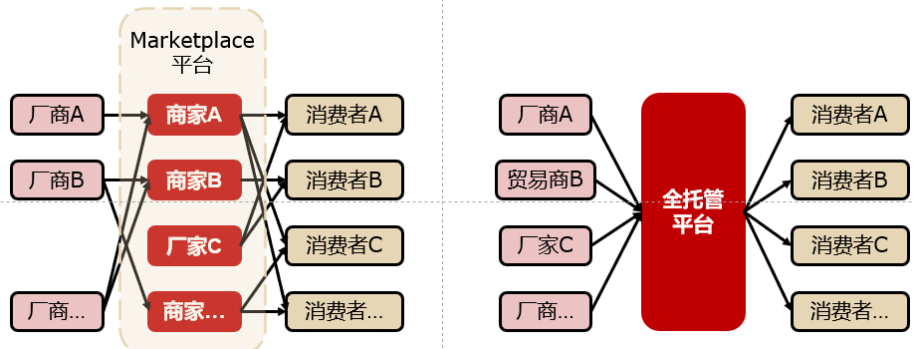 Marketplace
平台
厂商A
商家A
消费者A
厂商B
商家B
消费者B
厂家C
消费者C
厂商...
商家...
消费者...
厂商A
消费者A
贸易商B
消费者B
全托管
平台
厂家C
消费者C
厂商...
消费者...